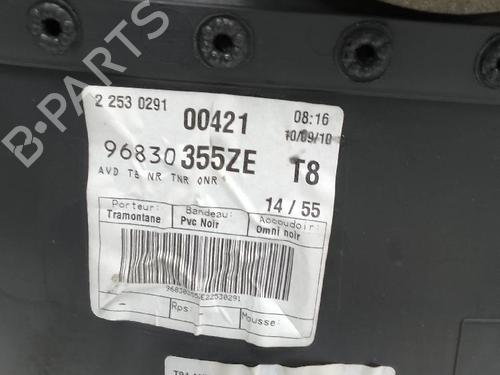 B-PARTS
2 253 0291 00421 08:16
10/09/10
96830 355ZE T8
AVD T8 NR TNR ONR
14 / 55
Porteur: Bandeau: Accoudoir:
Tramontane Pvc Noir Omni noir
96830355ZE22530291
Rps: Mousse: